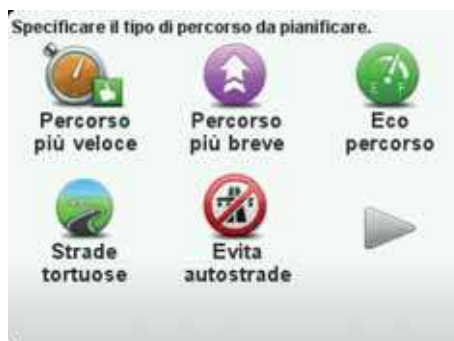 Specificare il tipo di percorso da pianificare.
Percorso
più veloce
Percorso
più breve
Eco
percorso
Strade
tortuose
Evita
autostrade